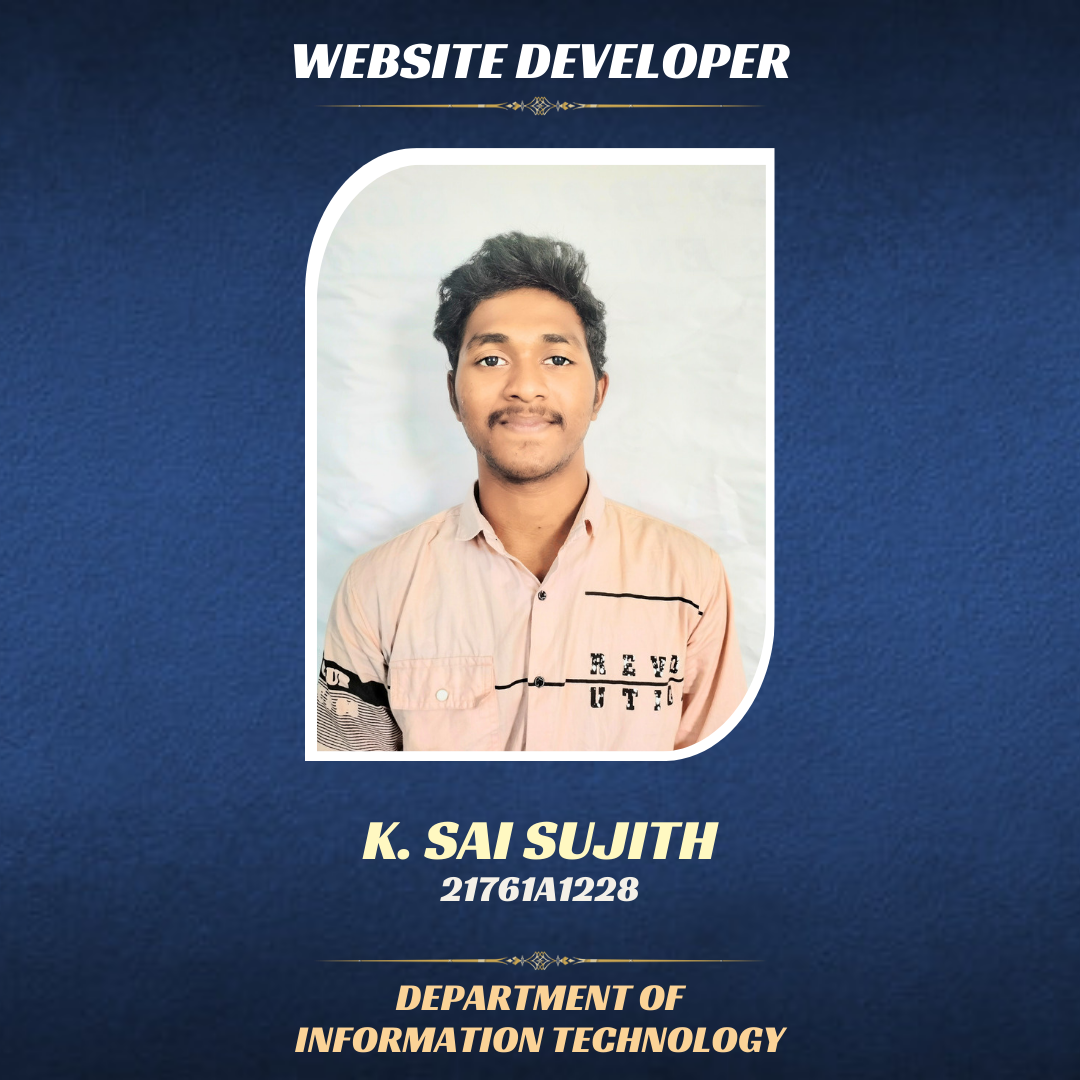 WEBSITE DEVELOPER
K. SAI SUJITH
21761A1228
DEPARTMENT OF
INFORMATION TECHNOLOGY